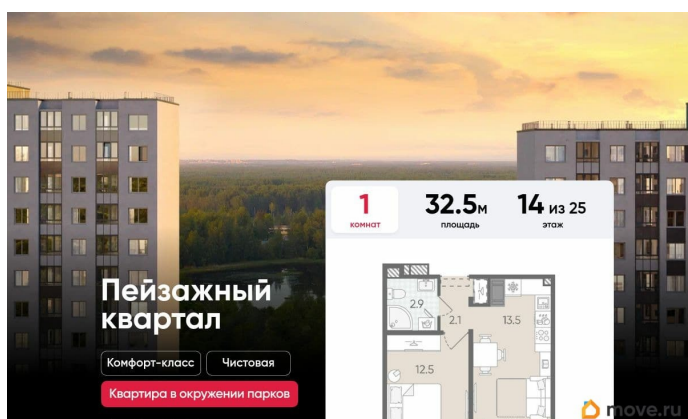 1
комнат
32.5м
площадь
14 из 25
этаж
Пейзажный
квартал
Комфорт-класс
Чистовая
Квартира в окружении парков
2.9
2.1
13.5
12.5
move.ru